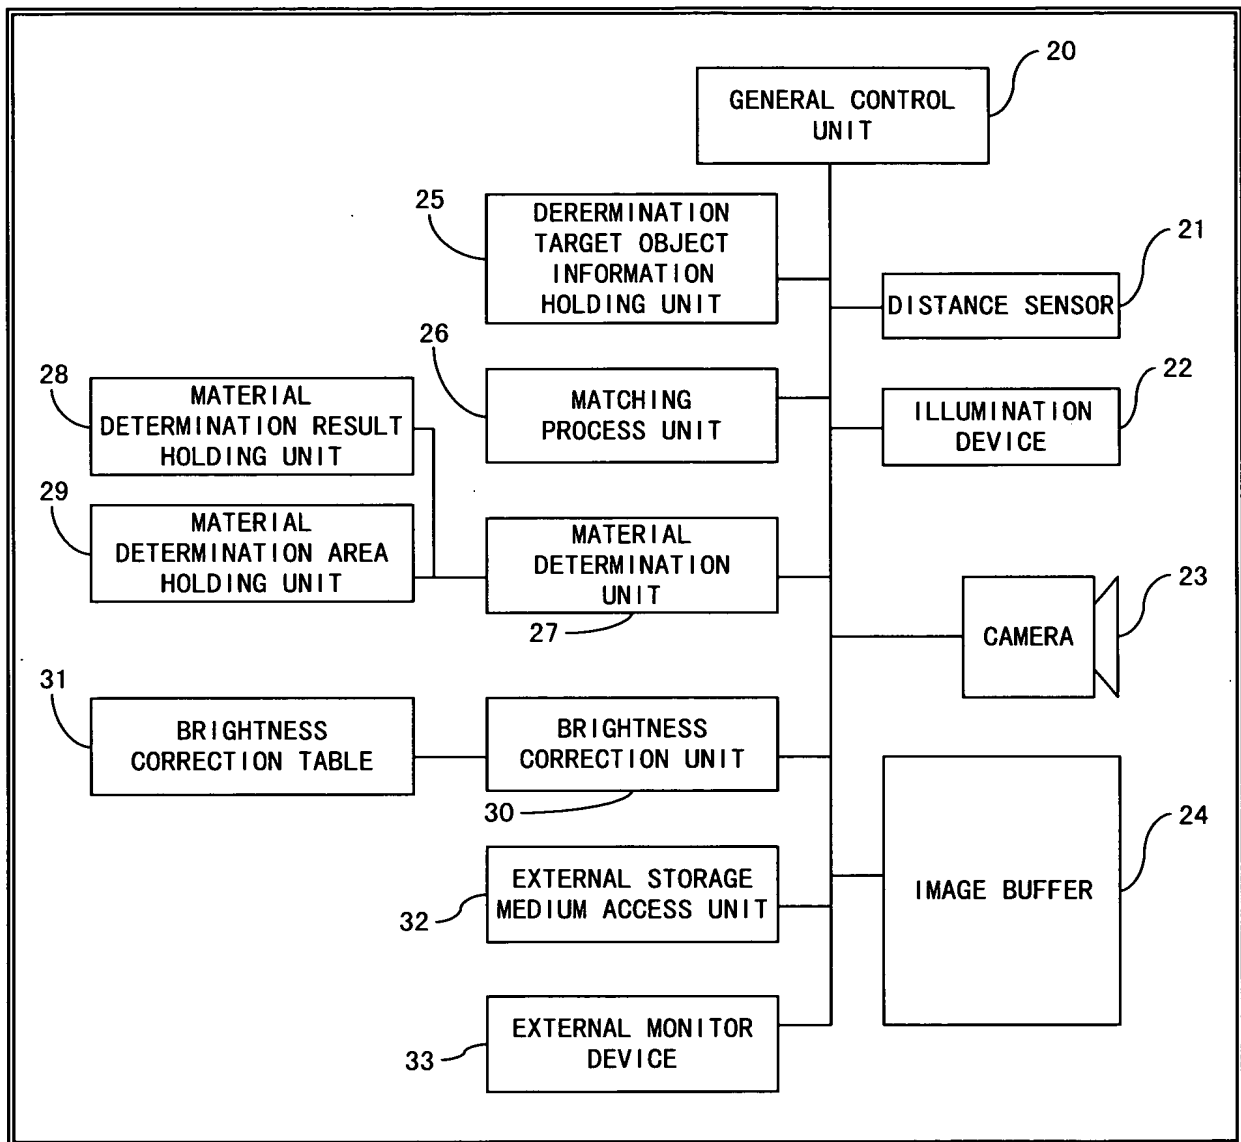 20
GENERAL CONTROL
UNIT
25
DERERMINATION
TARGET OBJECT
INFORMATION
HOLDING UNIT
21
DISTANCE SENSOR
26
MATCHING
PROCESS UNIT
22
ILLUMINATION
DEVICE
28
MATERIAL
DETERMINATION RESULT
HOLDING UNIT
29
MATERIAL
DETERMINATION AREA
HOLDING UNIT
MATERIAL
DETERMINATION
UNIT
27
23
CAMERA
31
BRIGHTNESS
CORRECTION TABLE
BRIGHTNESS
CORRECTION UNIT
30
24
IMAGE BUFFER
EXTERNAL STORAGE
MEDIUM ACCESS UNIT
32
EXTERNAL MONITOR
DEVICE
33